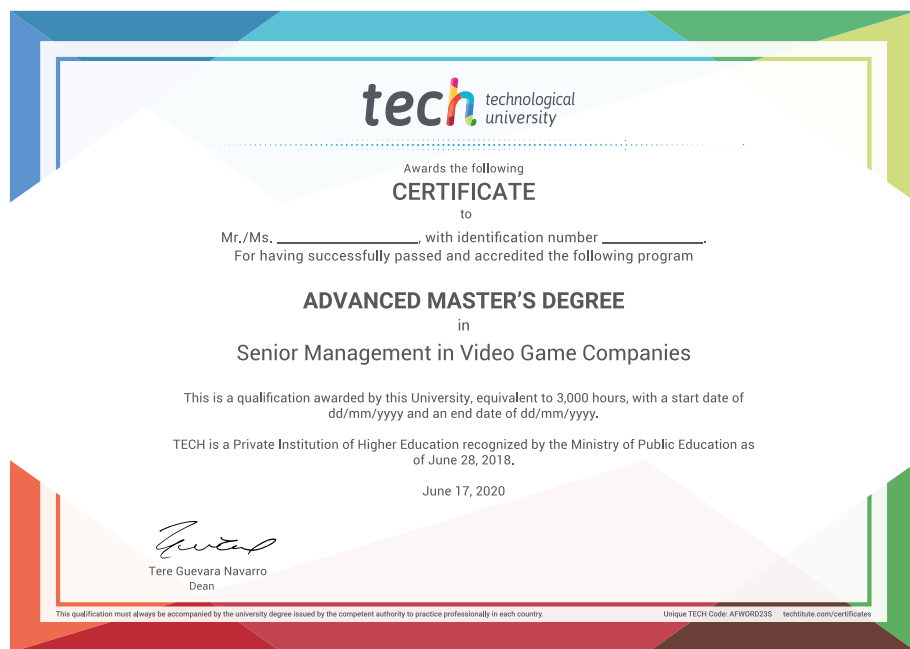 tech technological
university
Awards the following
CERTIFICATE
to
Mr./Ms. ____________________, with identification number ______________.
For having successfully passed and accredited the following program
ADVANCED MASTER'S DEGREE
in
Senior Management in Video Game Companies
This is a qualification awarded by this University, equivalent to 3,000 hours, with a start date of
dd/mm/yyyy and an end date of dd/mm/yyyy.
TECH is a Private Institution of Higher Education recognized by the Ministry of Public Education as
of June 28, 2018.
June 17, 2020
Tere Guevara Navarro
Dean
This qualification must always be accompanied by the university degree issued by the competent authority to practice professionally in each country. Unique TECH Code: AFWORD23S techtitute.com/certificates